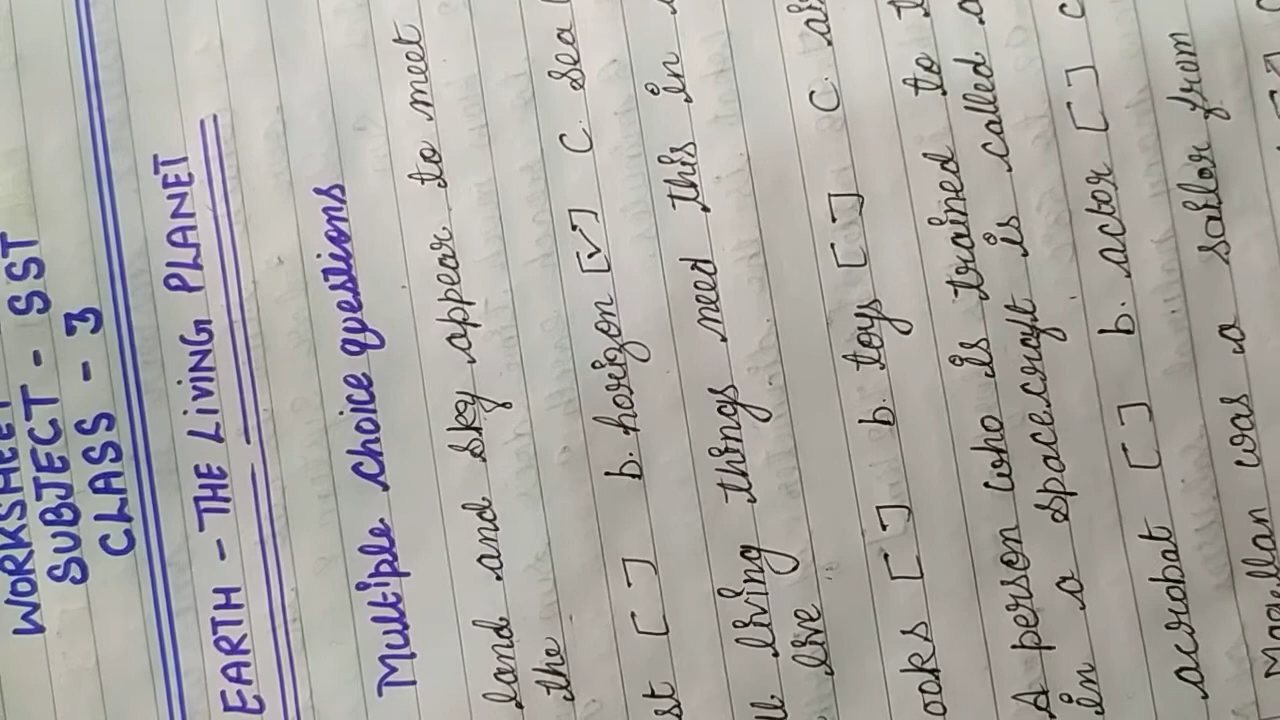 WORKSHEET
SUBJECT - SST
CLASS - 3
EARTH - THE LIVING PLANET
Multiple choice questions
land and sky appear to meet
the
st [ ] b. horizon [✓] c. sea
living things need this in
live
ooks [ ] b. toys [ ] c. air
A person who is trained to
in a spacecraft is called
acrobat [ ] b. actor [ ] c
Magellan was a sailor from